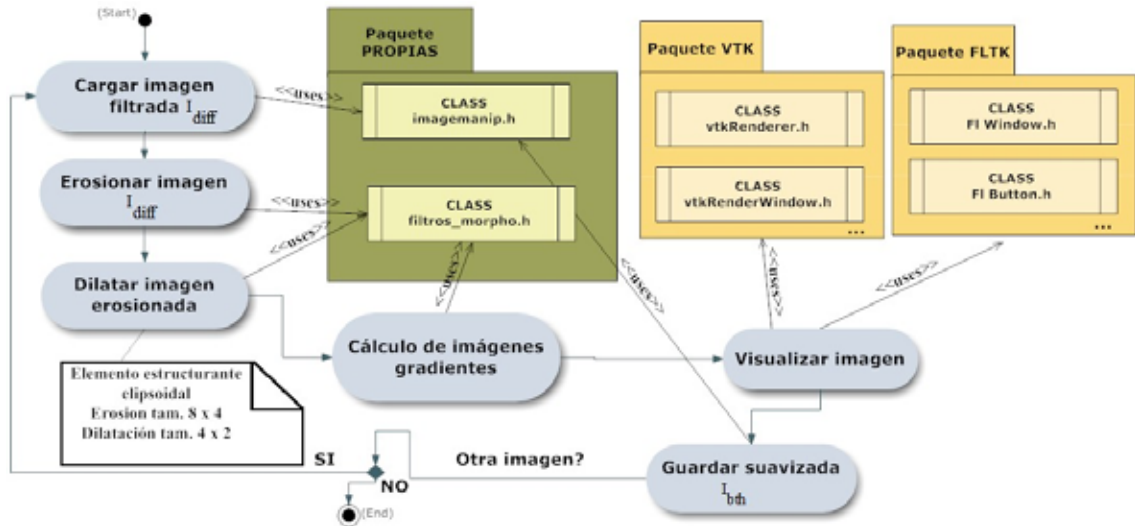 (Start)
Cargar imagen
filtrada I
diff
Erosionar imagen
I
diff
Dilatar imagen
erosionada
Elemento estructurante
elipsoidal
Erosion tam. 8 x 4
Dilatación tam. 4 x 2
<<uses>>
<<uses>>
<<uses>>
Paquete
PROPIAS
CLASS
imagemanip.h
CLASS
filtros_morpho.h
<<uses>>
Cálculo de imágenes
gradientes
Paquete VTK
CLASS
vtkRenderer.h
CLASS
vtkRenderWindow.h
...
Paquete FLTK
CLASS
Fl Window.h
CLASS
Fl Button.h
...
<<uses>>
<<uses>>
<<uses>>
Visualizar imagen
Guardar suavizada
I
bth
Otra imagen?
SI
NO
(End)